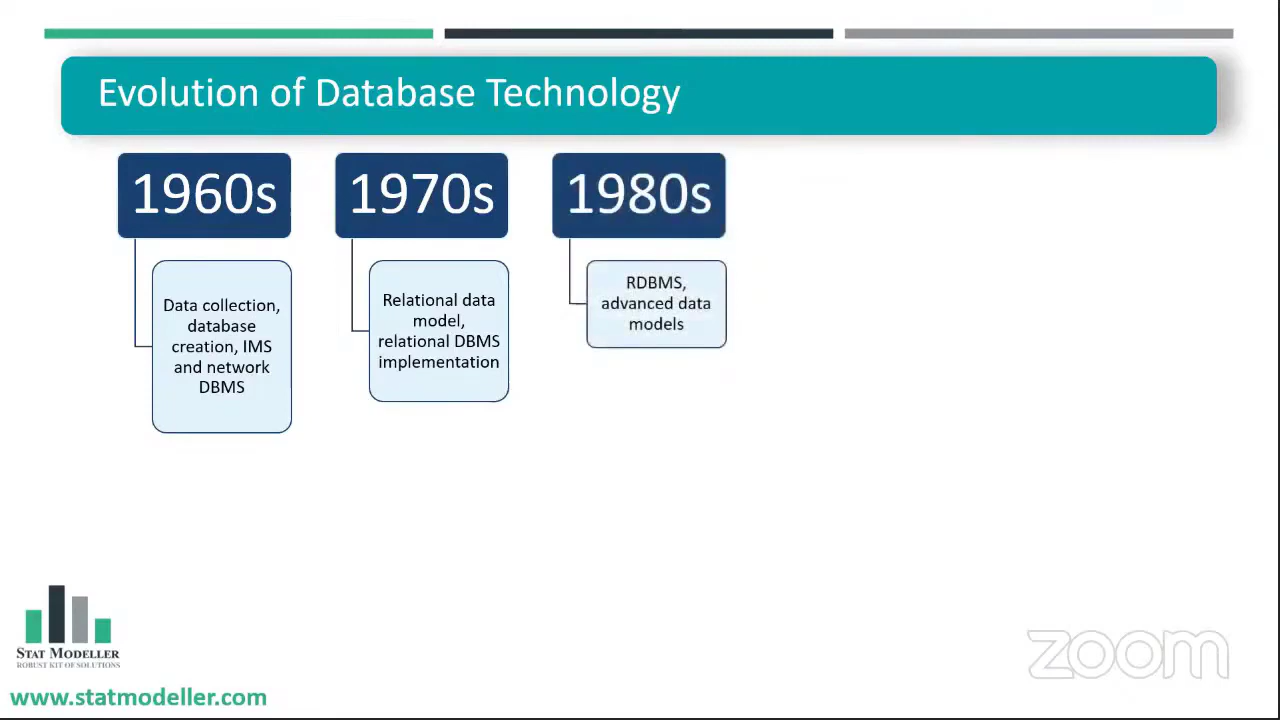 Evolution of Database Technology
1960s
1970s
1980s
Data collection,
database
creation, IMS
and network
DBMS
Relational data
model,
relational DBMS
implementation
RDBMS,
advanced data
models
STAT MODELLER
ROBUST KIT OF SOLUTIONS
www.statmodeller.com
zoom